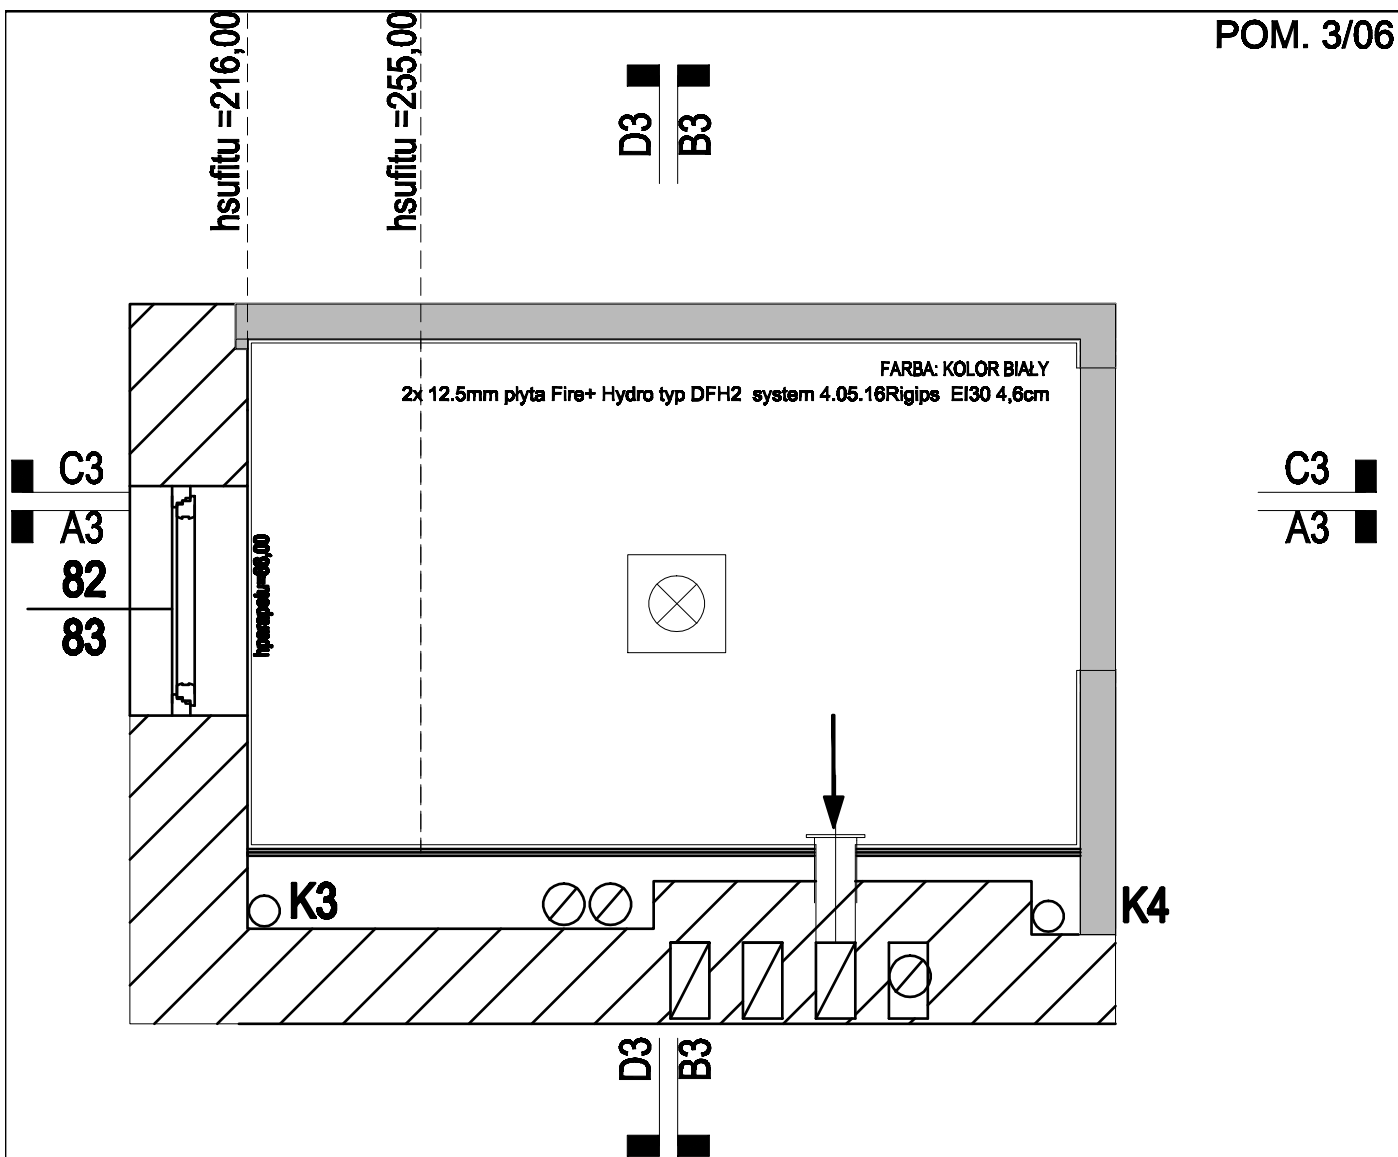 POM. 3/06
hsufitu =216,00
hsufitu =255,00
D3
B3
FARBA: KOLOR BIAŁY
2x 12.5mm płyta Fire+ Hydro typ DFH2 system 4.05.16Rigips EI30 4,6cm
C3
A3
C3
A3
82
83
K3
K4
D3
B3